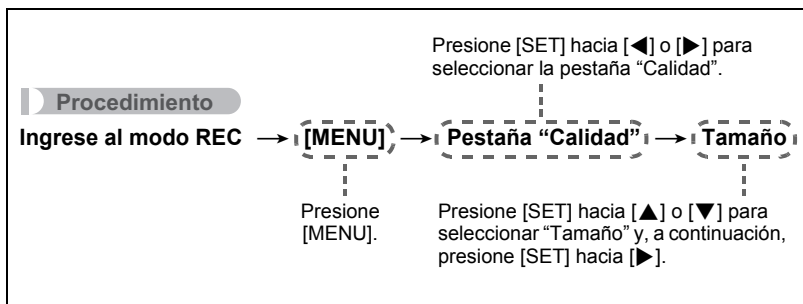 Presione [SET] hacia [◀] o [▶] para
seleccionar la pestaña “Calidad”.
Procedimiento
Ingrese al modo REC → [MENU] → Pestaña “Calidad” → Tamaño
Presione
[MENU].
Presione [SET] hacia [▲] o [▼] para
seleccionar “Tamaño” y, a continuación,
presione [SET] hacia [▶].